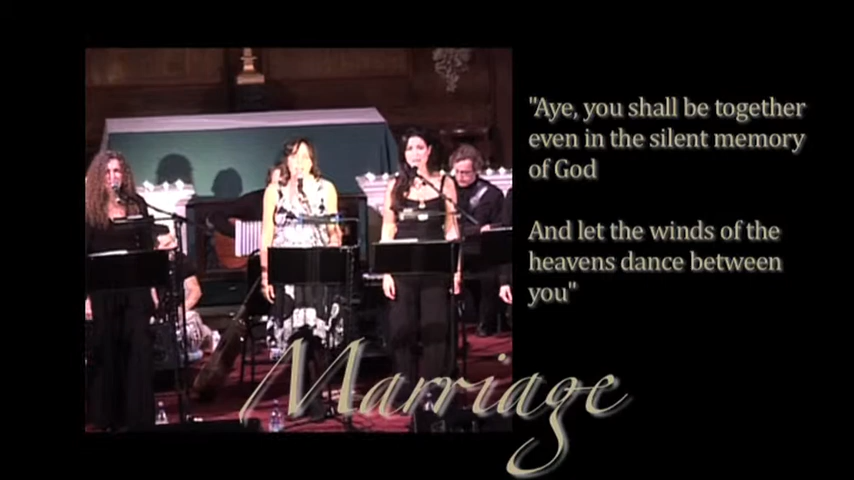 "Aye, you shall be together
even in the silent memory
of God
And let the winds of the
heavens dance between
you"
Marriage